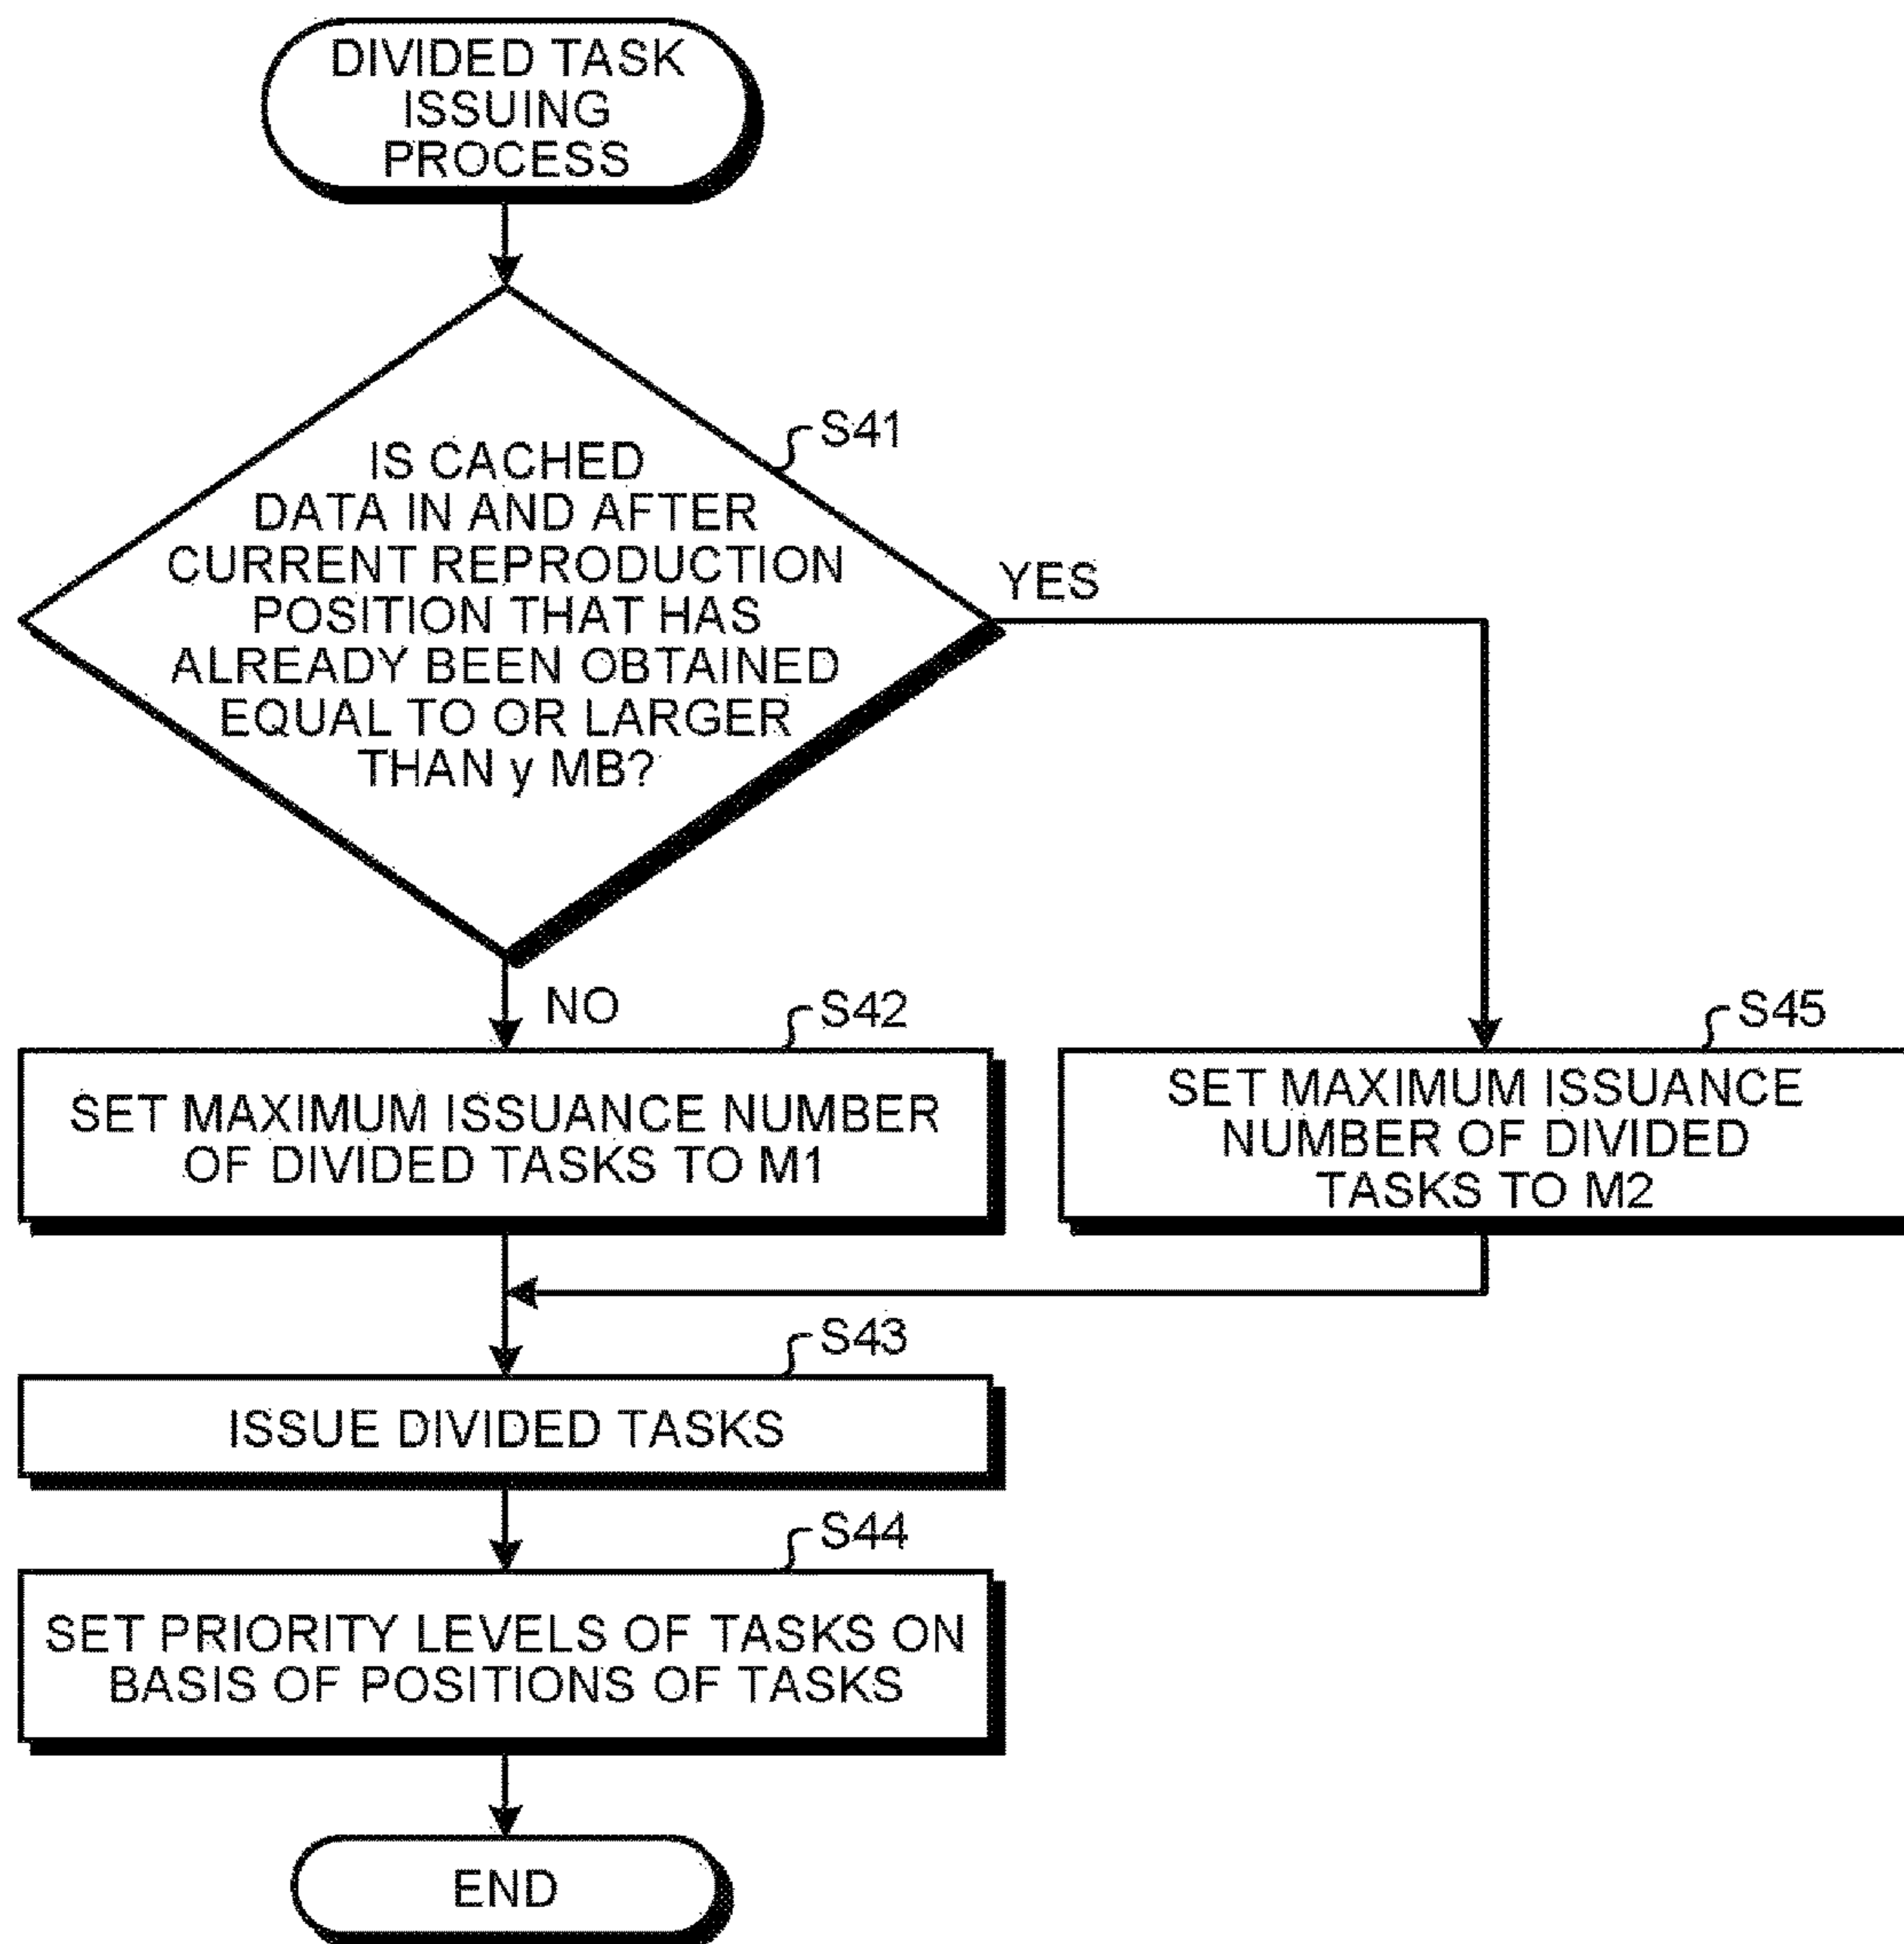 DIVIDED TASK
ISSUING
PROCESS
S41
IS CACHED
DATA IN AND AFTER
CURRENT REPRODUCTION
POSITION THAT HAS
ALREADY BEEN OBTAINED
EQUAL TO OR LARGER
THAN y MB?
YES
NO
S42
SET MAXIMUM ISSUANCE NUMBER
OF DIVIDED TASKS TO M1
S45
SET MAXIMUM ISSUANCE
NUMBER OF DIVIDED
TASKS TO M2
S43
ISSUE DIVIDED TASKS
S44
SET PRIORITY LEVELS OF TASKS ON
BASIS OF POSITIONS OF TASKS
END